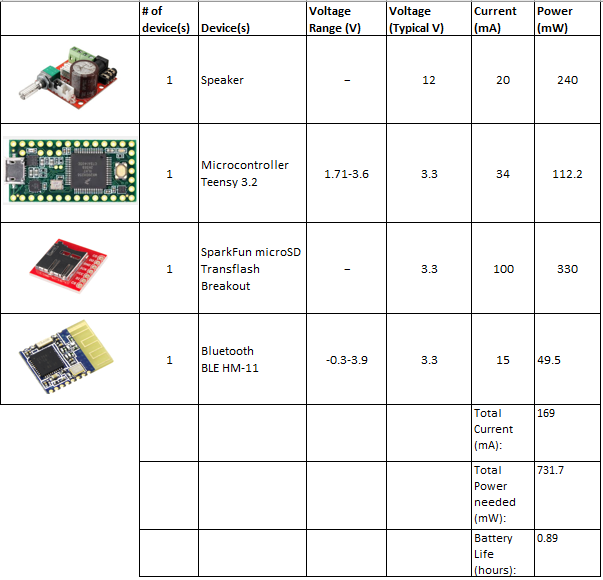 # of device(s) Device(s) Voltage Range (V) Voltage (Typical V) Current (mA) Power (mW)
1 Speaker – 12 20 240
1 Microcontroller Teensy 3.2 1.71-3.6 3.3 34 112.2
1 SparkFun microSD Transflash Breakout – 3.3 100 330
1 Bluetooth BLE HM-11 -0.3-3.9 3.3 15 49.5
Total Current (mA): 169
Total Power needed (mW): 731.7
Battery Life (hours): 0.89